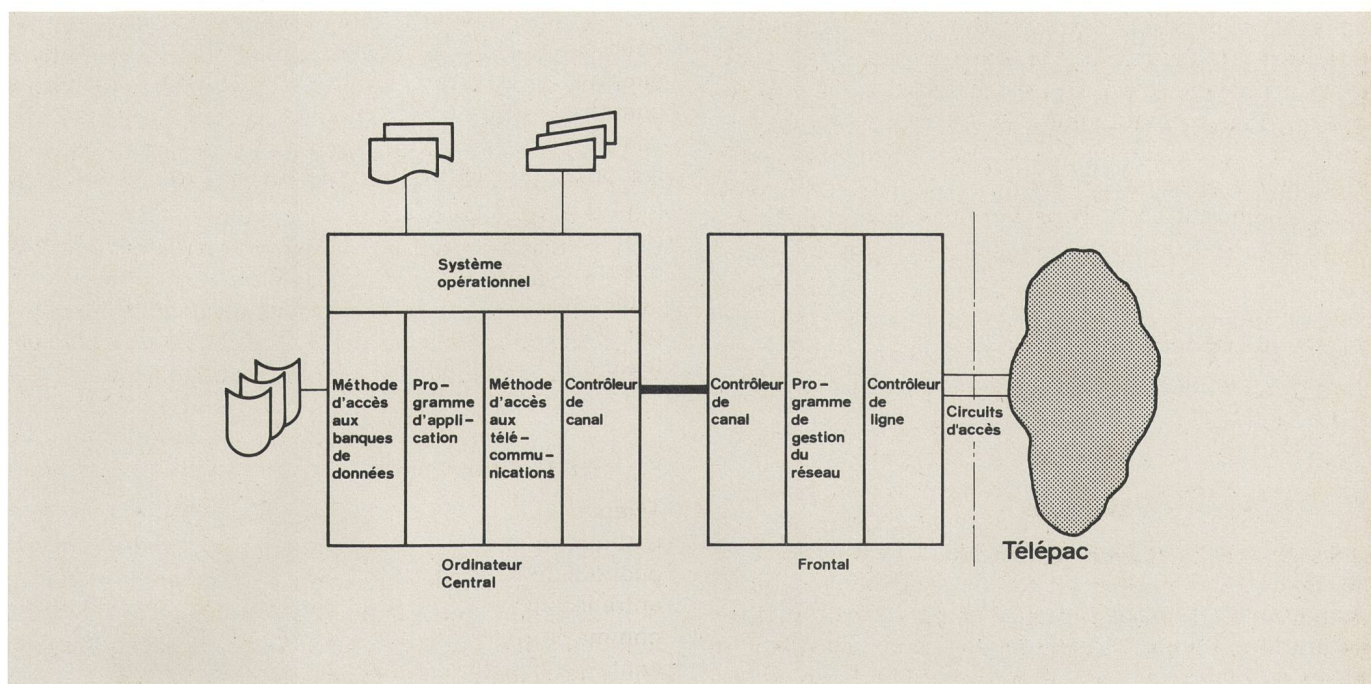 Système
opérationnel
Méthode
d'accès
aux
banques
de
données
Pro –
gramme
d'appli –
cation
Méthode
d'accès
aux
télé –
commu –
nications
Contrôleur
de
canal
Contrôleur
de
canal
Pro –
gramme
de
gestion
du
réseau
Contrôleur
de
ligne
Circuits
d'accès
Ordinateur
Central
Frontal
Télépac